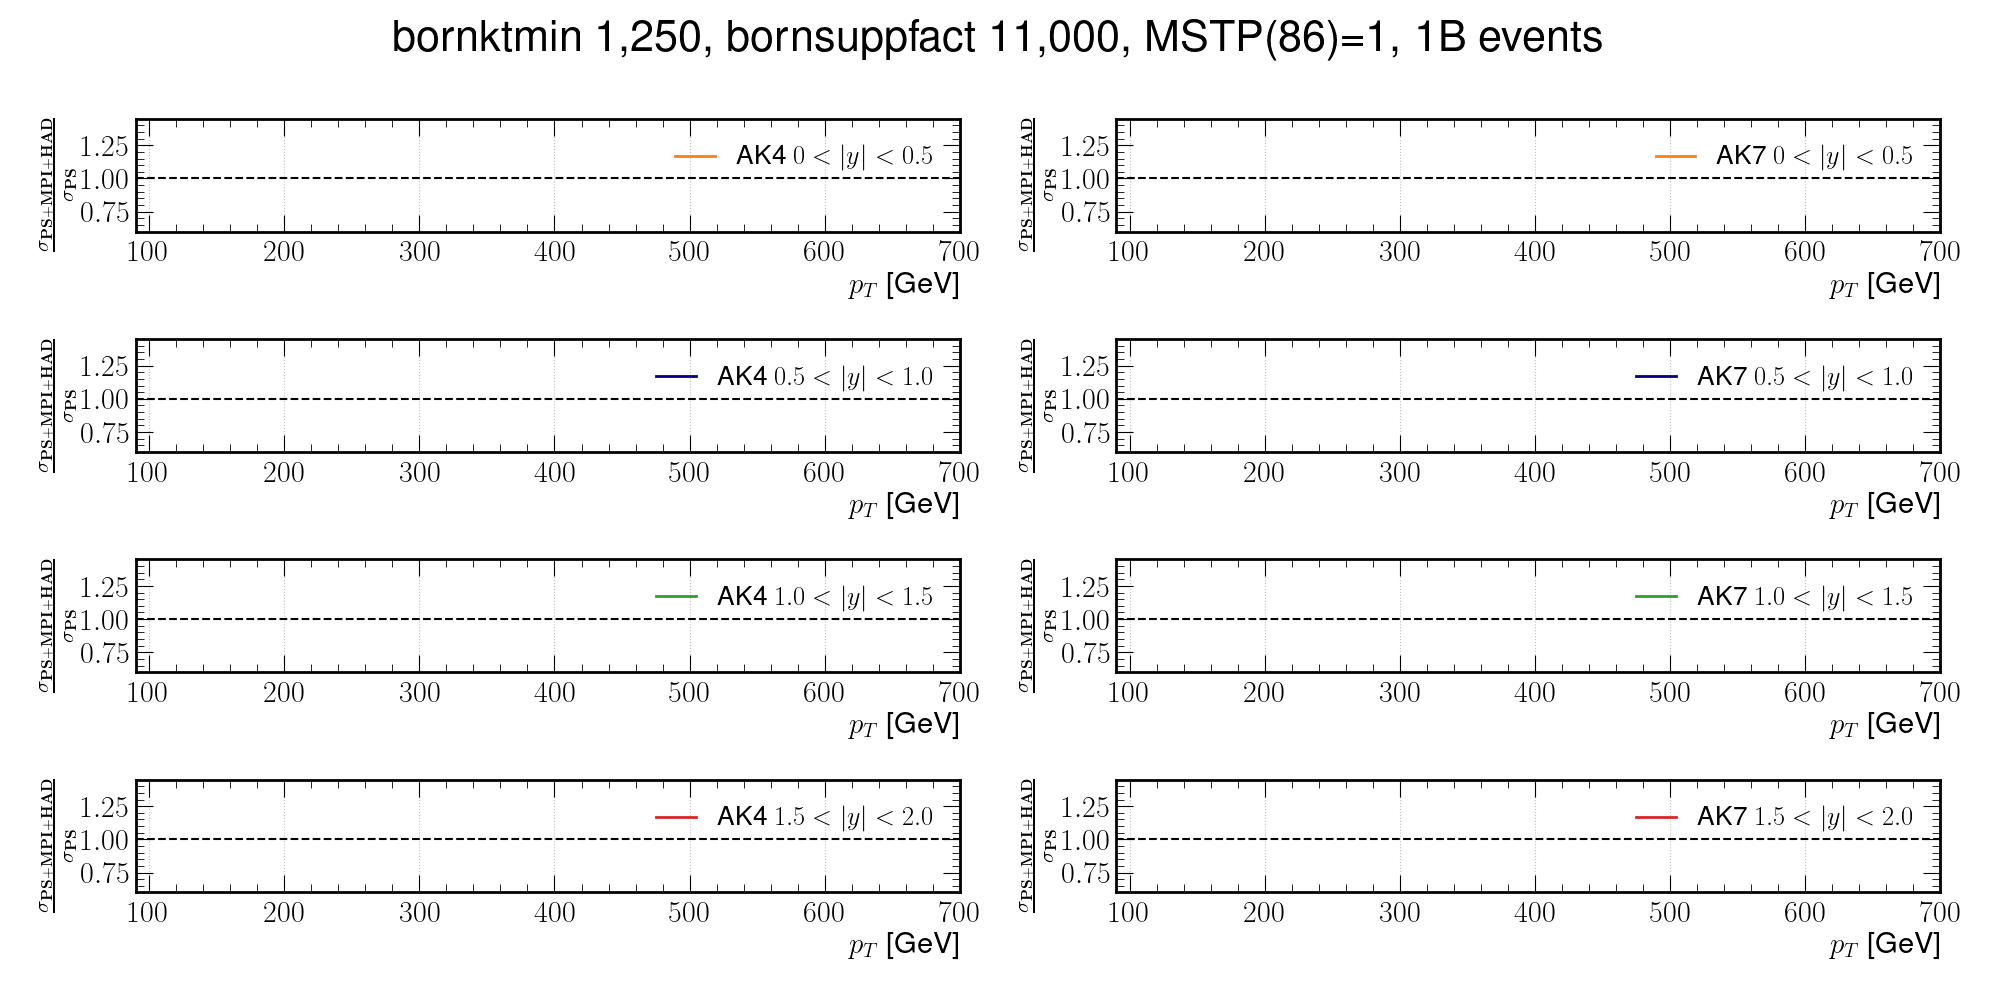 bornktmin 1,250, bornsuppfact 11,000, MSTP(86)=1, 1B events
σPS+MPI+HAD
σPS
1.25
1.00
0.75
AK4 0 < |y| < 0.5
100 200 300 400 500 600 700
pT [GeV]
σPS+MPI+HAD
σPS
1.25
1.00
0.75
AK7 0 < |y| < 0.5
100 200 300 400 500 600 700
pT [GeV]
σPS+MPI+HAD
σPS
1.25
1.00
0.75
AK4 0.5 < |y| < 1.0
100 200 300 400 500 600 700
pT [GeV]
σPS+MPI+HAD
σPS
1.25
1.00
0.75
AK7 0.5 < |y| < 1.0
100 200 300 400 500 600 700
pT [GeV]
σPS+MPI+HAD
σPS
1.25
1.00
0.75
AK4 1.0 < |y| < 1.5
100 200 300 400 500 600 700
pT [GeV]
σPS+MPI+HAD
σPS
1.25
1.00
0.75
AK7 1.0 < |y| < 1.5
100 200 300 400 500 600 700
pT [GeV]
σPS+MPI+HAD
σPS
1.25
1.00
0.75
AK4 1.5 < |y| < 2.0
100 200 300 400 500 600 700
pT [GeV]
σPS+MPI+HAD
σPS
1.25
1.00
0.75
AK7 1.5 < |y| < 2.0
100 200 300 400 500 600 700
pT [GeV]